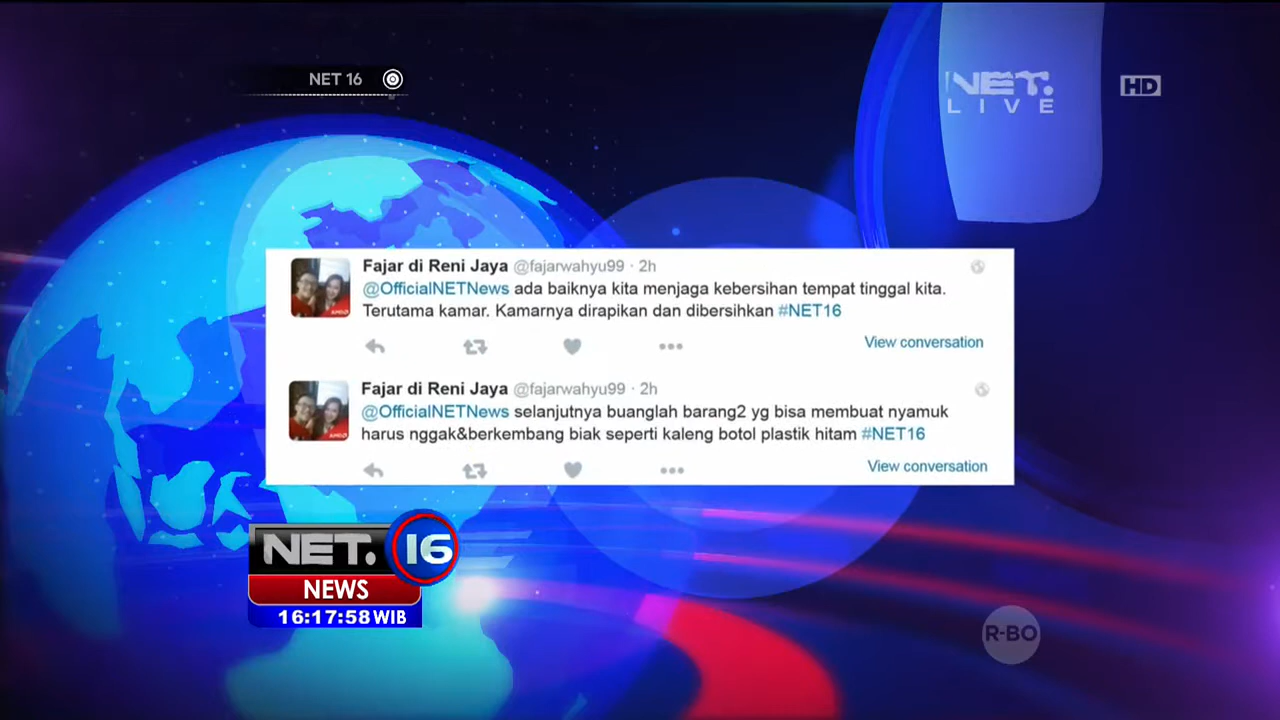 NET 16
NET.
LIVE
HD
Fajar di Reni Jaya @fajarwahyu99 · 2h
@OfficialNETNews ada baiknya kita menjaga kebersihan tempat tinggal kita.
Terutama kamar. Kamarnya dirapikan dan dibersihkan #NET16
View conversation
Fajar di Reni Jaya @fajarwahyu99 · 2h
@OfficialNETNews selanjutnya buanglah barang2 yg bisa membuat nyamuk
harus nggak&berkembang biak seperti kaleng botol plastik hitam #NET16
View conversation
NET. 16
NEWS
16:17:58 WIB
R-BO